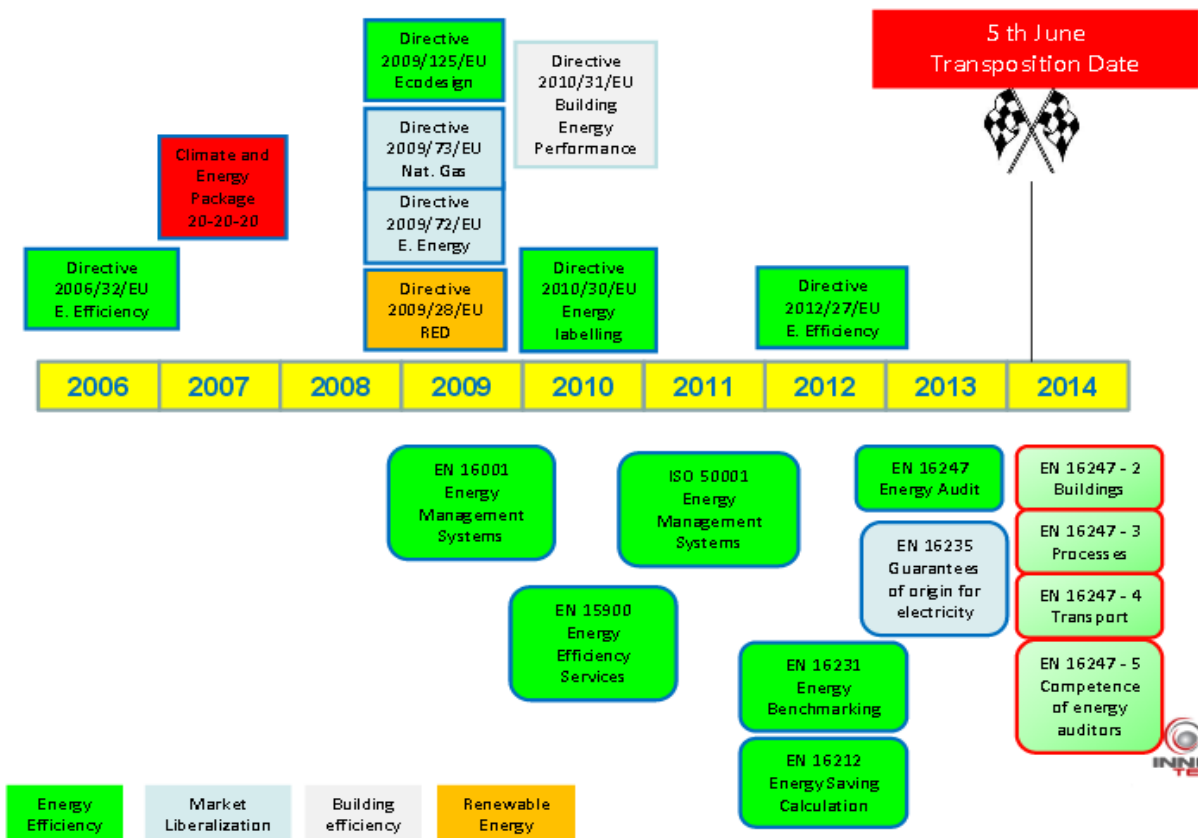 5 th June
Transposition Date
Directive
2009/125/EU
Ecodesign
Directive
2009/73/EU
Nat. Gas
Directive
2009/72/EU
E. Energy
Directive
2009/28/EU
RED
Directive
2010/31/EU
Building
Energy
Performance
Climate and
Energy
Package
20-20-20
Directive
2006/32/EU
E. Efficiency
Directive
2010/30/EU
Energy
labelling
Directive
2012/27/EU
E. Efficiency
2006 2007 2008 2009 2010 2011 2012 2013 2014
EN 16001
Energy
Management
Systems
ISO 50001
Energy
Management
Systems
EN 16247
Energy Audit
EN 16247 - 2
Buildings
EN 16235
Guarantees
of origin for
electricity
EN 16247 - 3
Processes
EN 16247 - 4
Transport
EN 15900
Energy
Efficiency
Services
EN 16231
Energy
Benchmarking
EN 16247 - 5
Competence
of energy
auditors
EN 16212
Energy Saving
Calculation
Energy
Efficiency
Market
Liberalization
Building
efficiency
Renewable
Energy